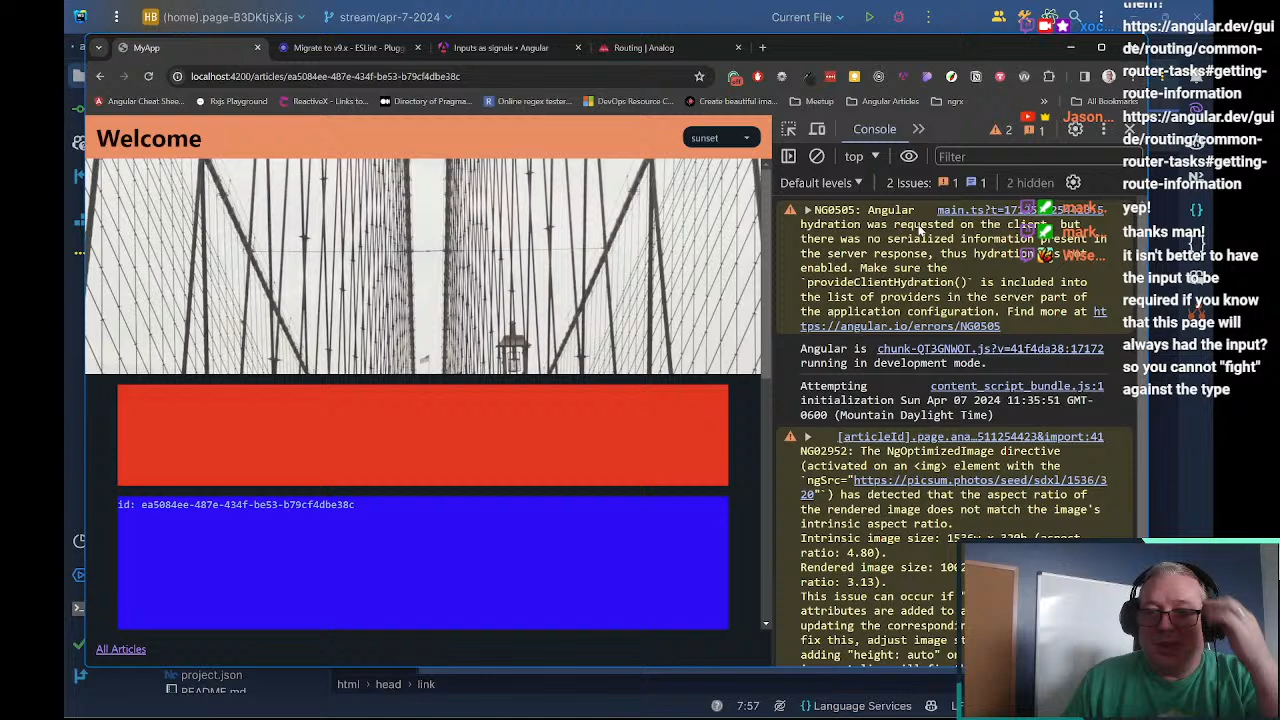 (home).page-B3DKtjsX.js
stream/apr-7-2024
Current File
MyApp
Migrate to v9.x - ESLint - Plugg
Inputs as signals • Angular
Routing | Analog
localhost:4200/articles/ea5084ee-487e-434f-be53-b79cf4dbe38c
Angular Cheat Shee...
Rxjs Playground
ReactiveX - Links to...
Directory of Pragma...
Online regex tester...
DevOps Resource C...
Create beautiful ima...
Meetup
Angular Articles
ngrx
All Bookmarks
Welcome
sunset
Console
2
1
top
Filter
Default levels
2 Issues:
1
1
2 hidden
NG0505: Angular
hydration was requested on the client, but
there was no serialized information present in
the server response, thus hydration
enabled. Make sure the
`provideClientHydration()` is included into
the list of providers in the server part of
the application configuration. Find more at ht
tps://angular.io/errors/NG0505
Angular is chunk-QT3GNWOT.js?v=41f4da38:17172
running in development mode.
Attempting content_script_bundle.js:1
initialization Sun Apr 07 2024 11:35:51 GMT-
0600 (Mountain Daylight Time)
[articleId].page.ana…511254423&import:41
NG02952: The NgOptimizedImage directive
(activated on an <img> element with the
`ngSrc="https://picsum.photos/seed/sdxl/1536/3
20"`) has detected that the aspect ratio of
the rendered image does not match the image's
intrinsic aspect ratio.
Intrinsic image size: 1536w x 320h (aspect
ratio: 4.80).
Rendered image size:
ratio: 3.13).
This issue can occur if
attributes are added to
updating the correspondin
fix this, adjust image s
adding "height: auto"
id: ea5084ee-487e-434f-be53-b79cf4dbe38c
All Articles
project.json
README.md
html
head
link
7:57
Language Services
them?
https://angular.dev/gui
de/routing/common-
router-tasks#getting-
route-information
Jason...
https://angular.dev/gui
de/routing/common-
router-tasks#getting-
route-information
mark...
yep!
mark...
thanks man!
Wise...
it isn't better to have
the input to be
required if you know
that this page will
always had the input?
so you cannot "fight"
against the type